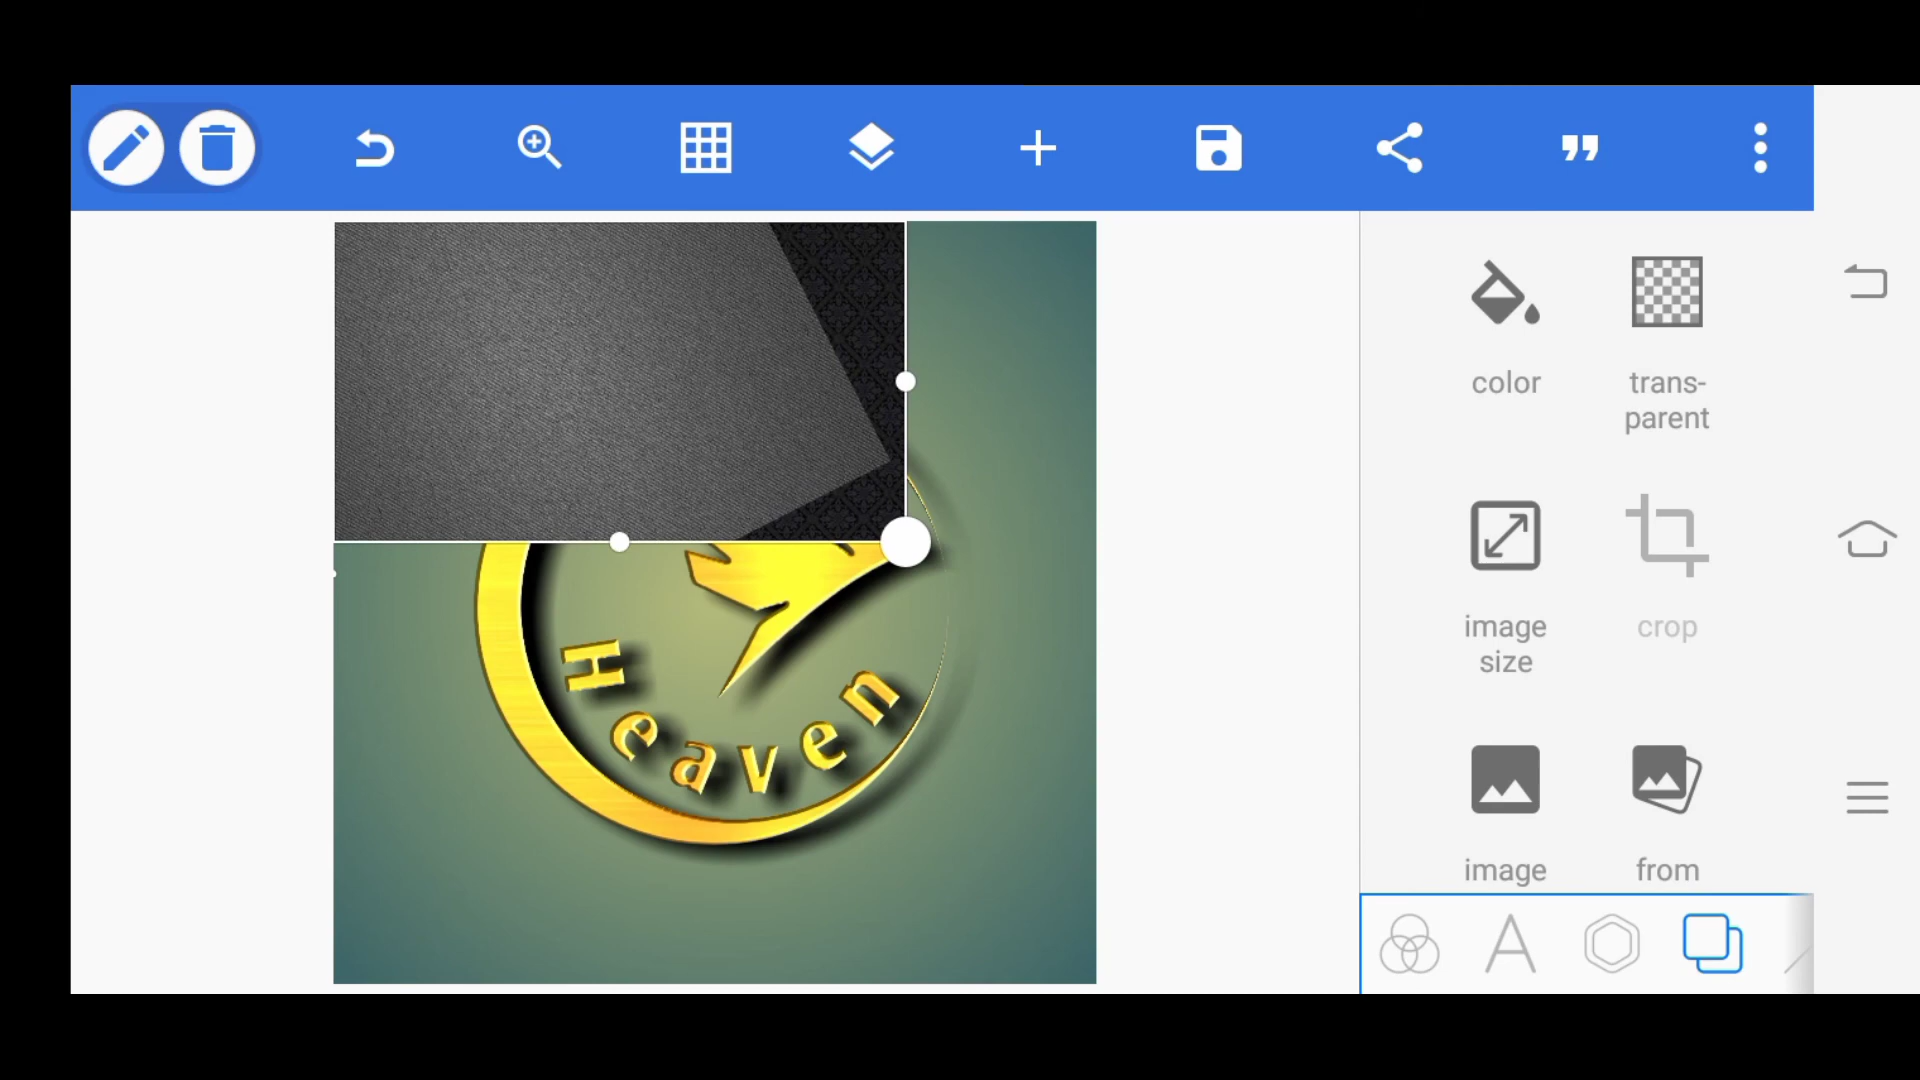 color
trans-
parent
image
size
crop
image
from
Heaven